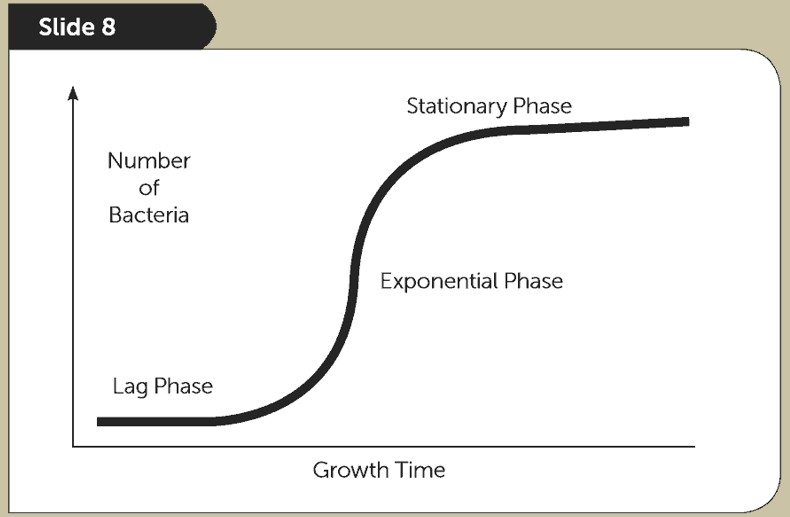 Slide 8
Stationary Phase
Number
of
Bacteria
Exponential Phase
Lag Phase
Growth Time